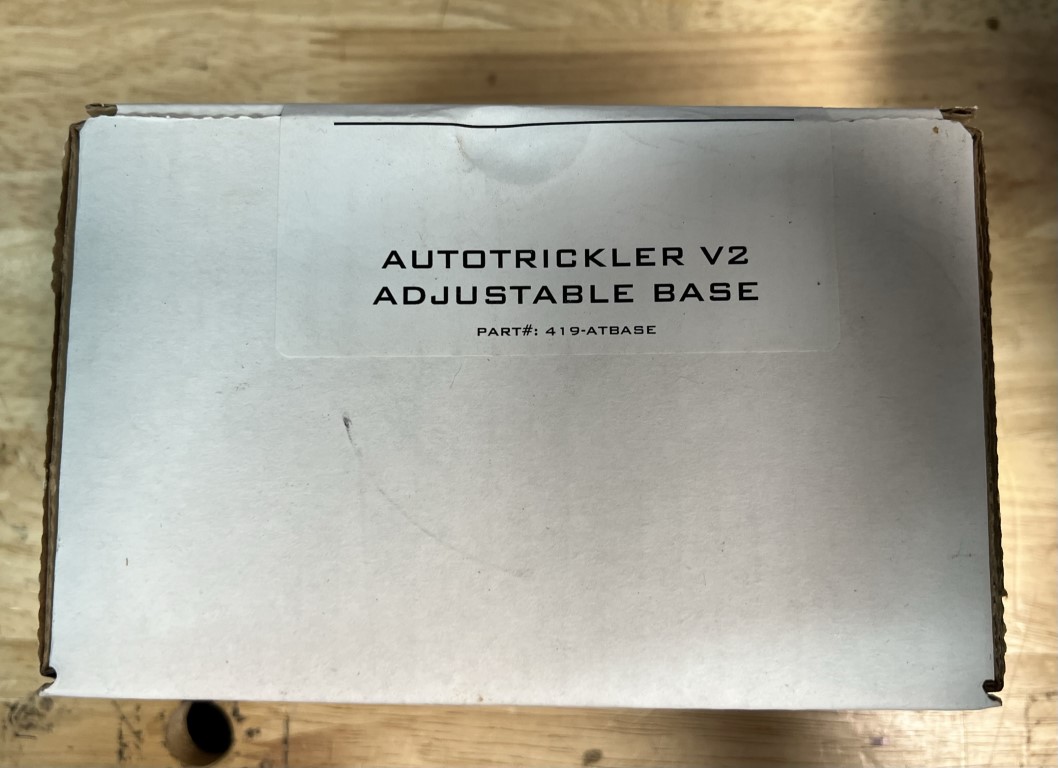 AUTOTRICKLER V2
ADJUSTABLE BASE
PART#: 419-ATBASE